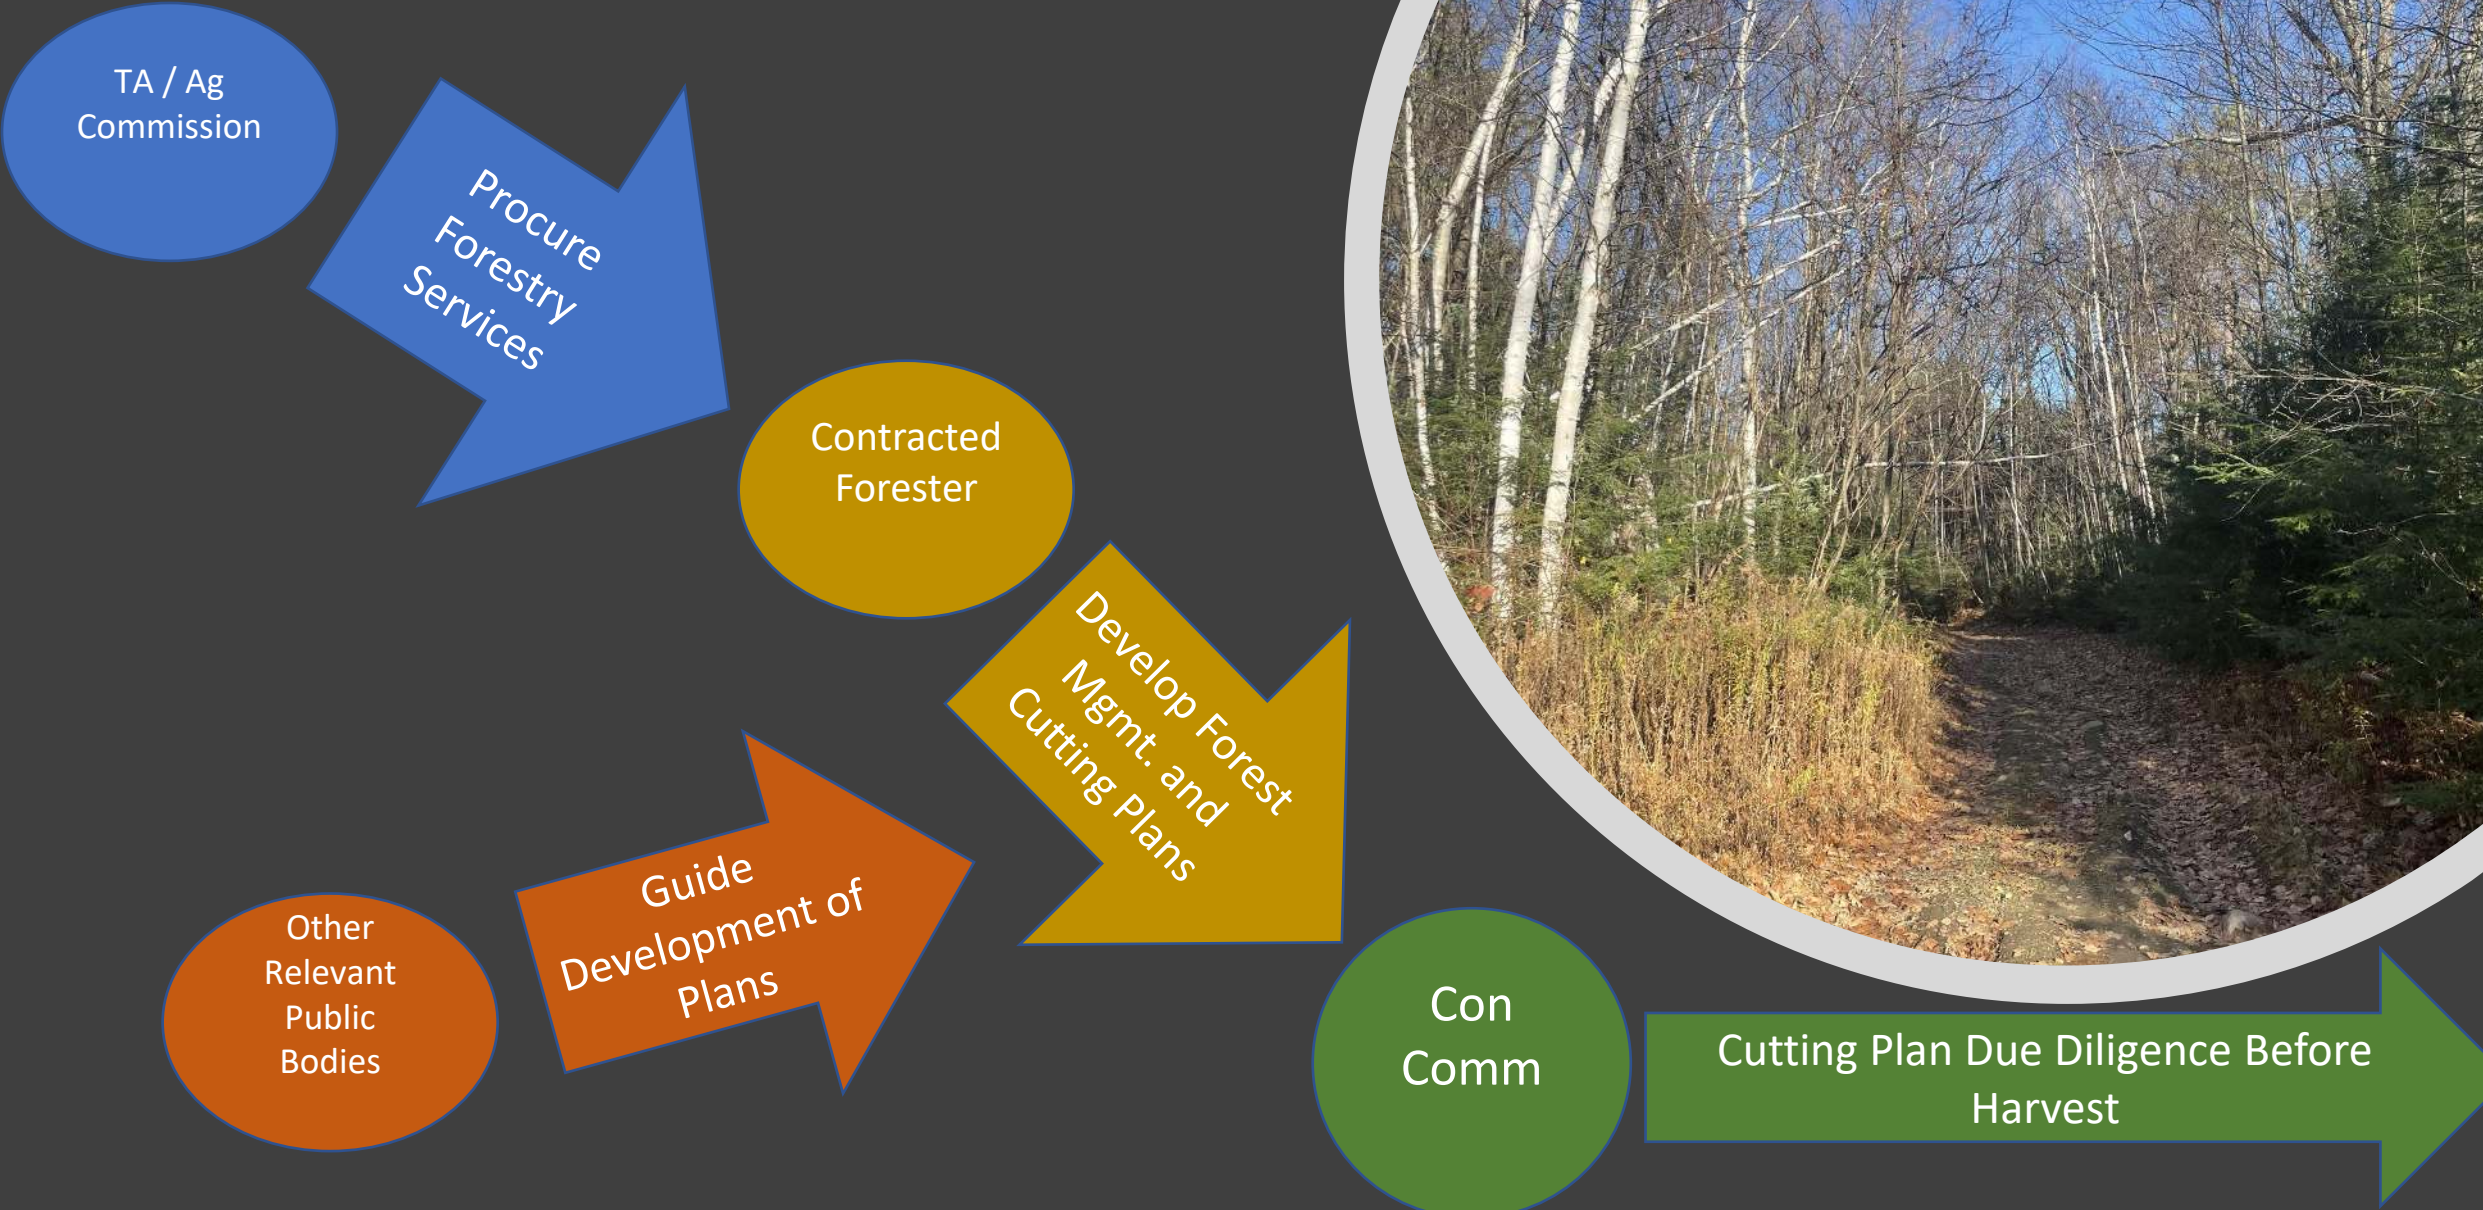 TA / Ag
Commission
Procure
Forestry
Services
Contracted
Forester
Develop Forest
Mgmt. and
Cutting Plans
Guide
Development of
Plans
Other
Relevant
Public
Bodies
Con
Comm
Cutting Plan Due Diligence Before
Harvest